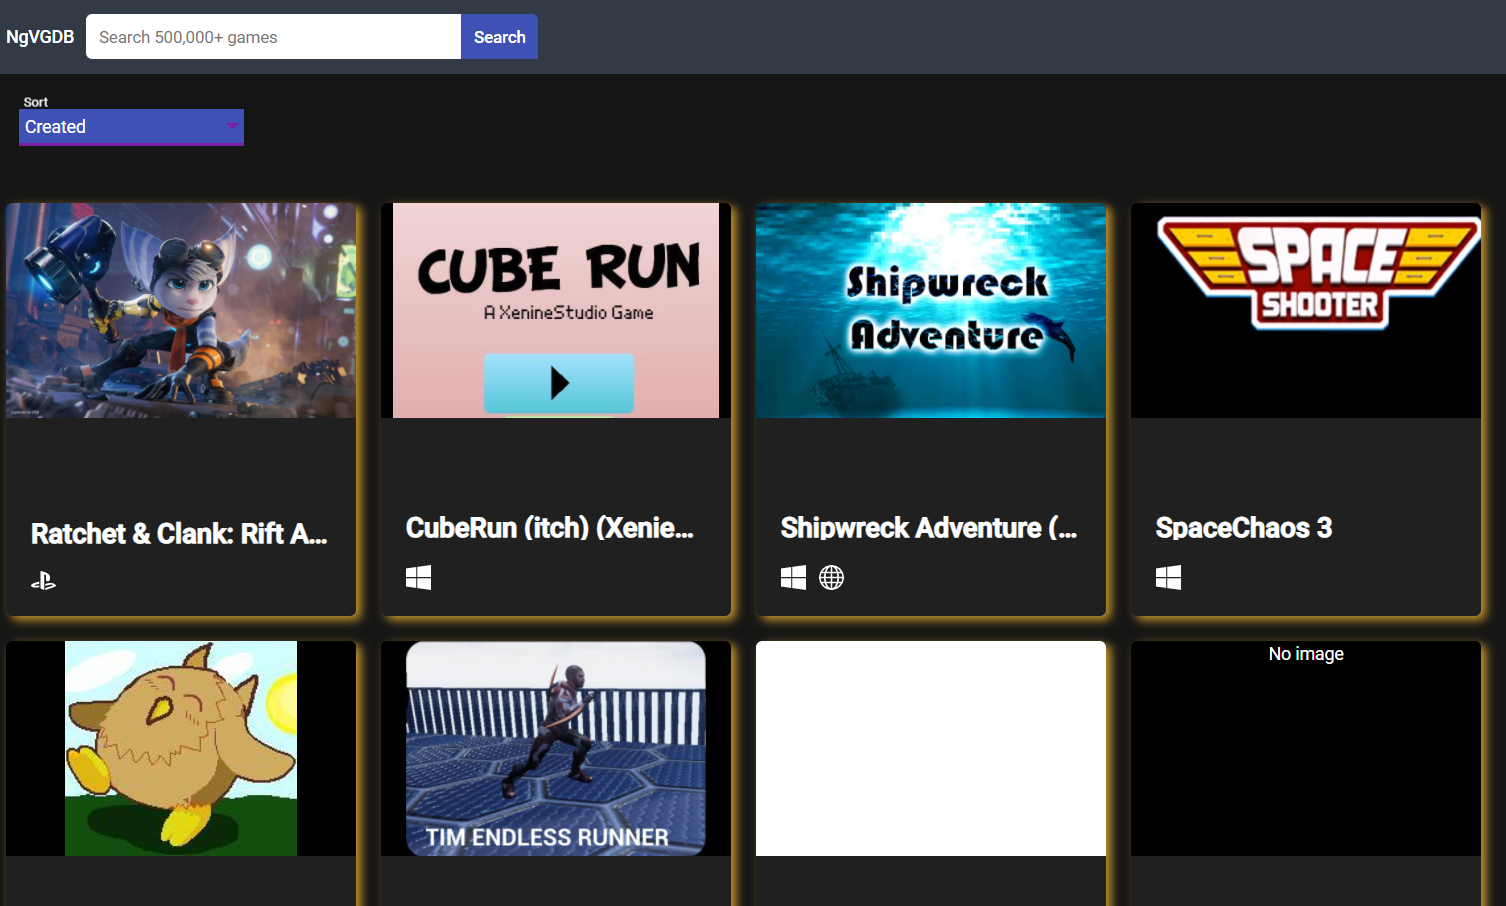 NgVGDB
Search 500,000+ games
Search
Sort
Created
CUBE RUN
A XenineStudio Game
Shipwreck
Adventure
SPACE
SHOOTER
Ratchet & Clank: Rift A...
CubeRun (itch) (Xenie...
Shipwreck Adventure (...
SpaceChaos 3
TIM ENDLESS RUNNER
No image